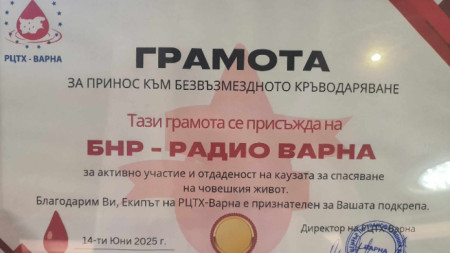 РЦТХ - ВАРНА
ГРАМОТА
ЗА ПРИНОС КЪМ БЕЗВЪЗМЕЗДНОТО КРЪВОДАРЯВАНЕ
Тази грамота се присъжда на
БНР - РАДИО ВАРНА
за активно участие и отдаденост на каузата за спасяване
на човешкия живот.
Благодарим Ви, Екипът на РЦТХ-Варна е признателен за Вашата подкрепа.
Директор на РЦТХ-Варна
14-ти Юни 2025 г.